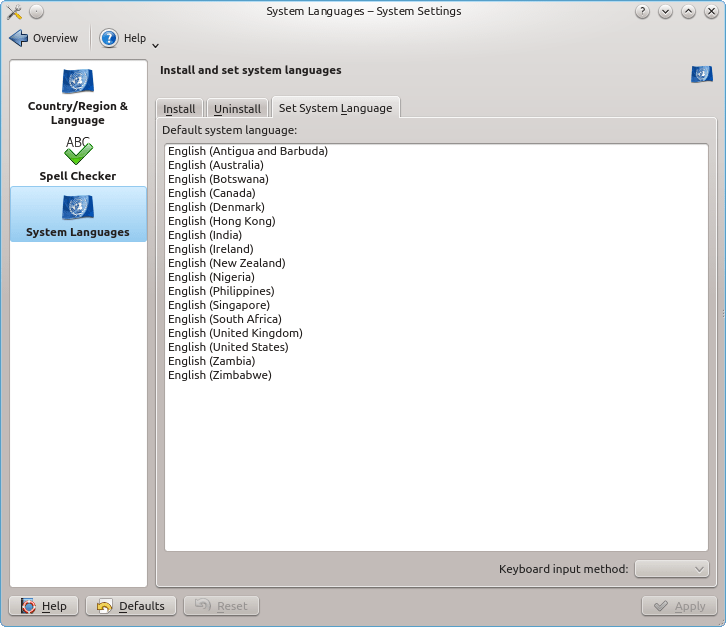 System Languages – System Settings
Overview
Help
Country/Region &
Language
ABC
Spell Checker
System Languages
Install and set system languages
Install
Uninstall
Set System Language
Default system language:
English (Antigua and Barbuda)
English (Australia)
English (Botswana)
English (Canada)
English (Denmark)
English (Hong Kong)
English (India)
English (Ireland)
English (New Zealand)
English (Nigeria)
English (Philippines)
English (Singapore)
English (South Africa)
English (United Kingdom)
English (United States)
English (Zambia)
English (Zimbabwe)
Keyboard input method:
Help
Defaults
Reset
Apply